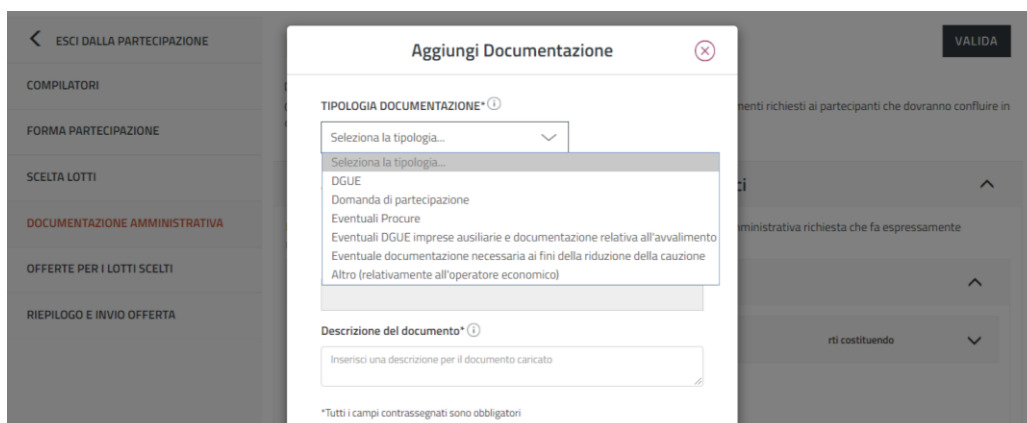 ESCI DALLA PARTECIPAZIONE
COMPILATORI
FORMA PARTECIPAZIONE
SCELTA LOTTI
DOCUMENTAZIONE AMMINISTRATIVA
OFFERTE PER I LOTTI SCELTI
RIEPILOGO E INVIO OFFERTA
Aggiungi Documentazione
TIPOLOGIA DOCUMENTAZIONE*
Seleziona la tipologia...
Seleziona la tipologia...
DGUE
Domanda di partecipazione
Eventuali Procure
Eventuali DGUE imprese ausiliarie e documentazione relativa all'avvalimento
Eventuale documentazione necessaria ai fini della riduzione della cauzione
Altro (relativamente all'operatore economico)
Descrizione del documento*
Inserisci una descrizione per il documento caricato
*Tutti i campi contrassegnati sono obbligatori
VALIDA
menti richiesti ai partecipanti che dovranno confluire in
ci
mministrativa richiesta che fa espressamente
rti costituendo